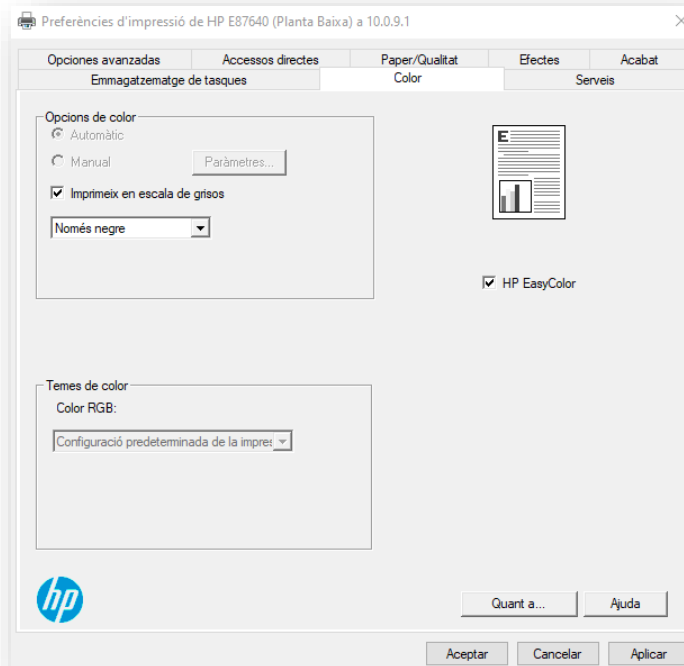 Preferències d'impressió de HP E87640 (Planta Baixa) a 10.0.9.1
Opciones avanzadas Accessos directes Paper/Qualitat Efectes Acabat
Emmagatzematge de tasques Color Serveis
Opcions de color
Automàtic
Manual Paràmetres...
Imprimeix en escala de grisos
Només negre
E
HP EasyColor
Temes de color
Color RGB:
Configuració predeterminada de la impres
hp
Quant a... Ajuda
Aceptar Cancelar Aplicar